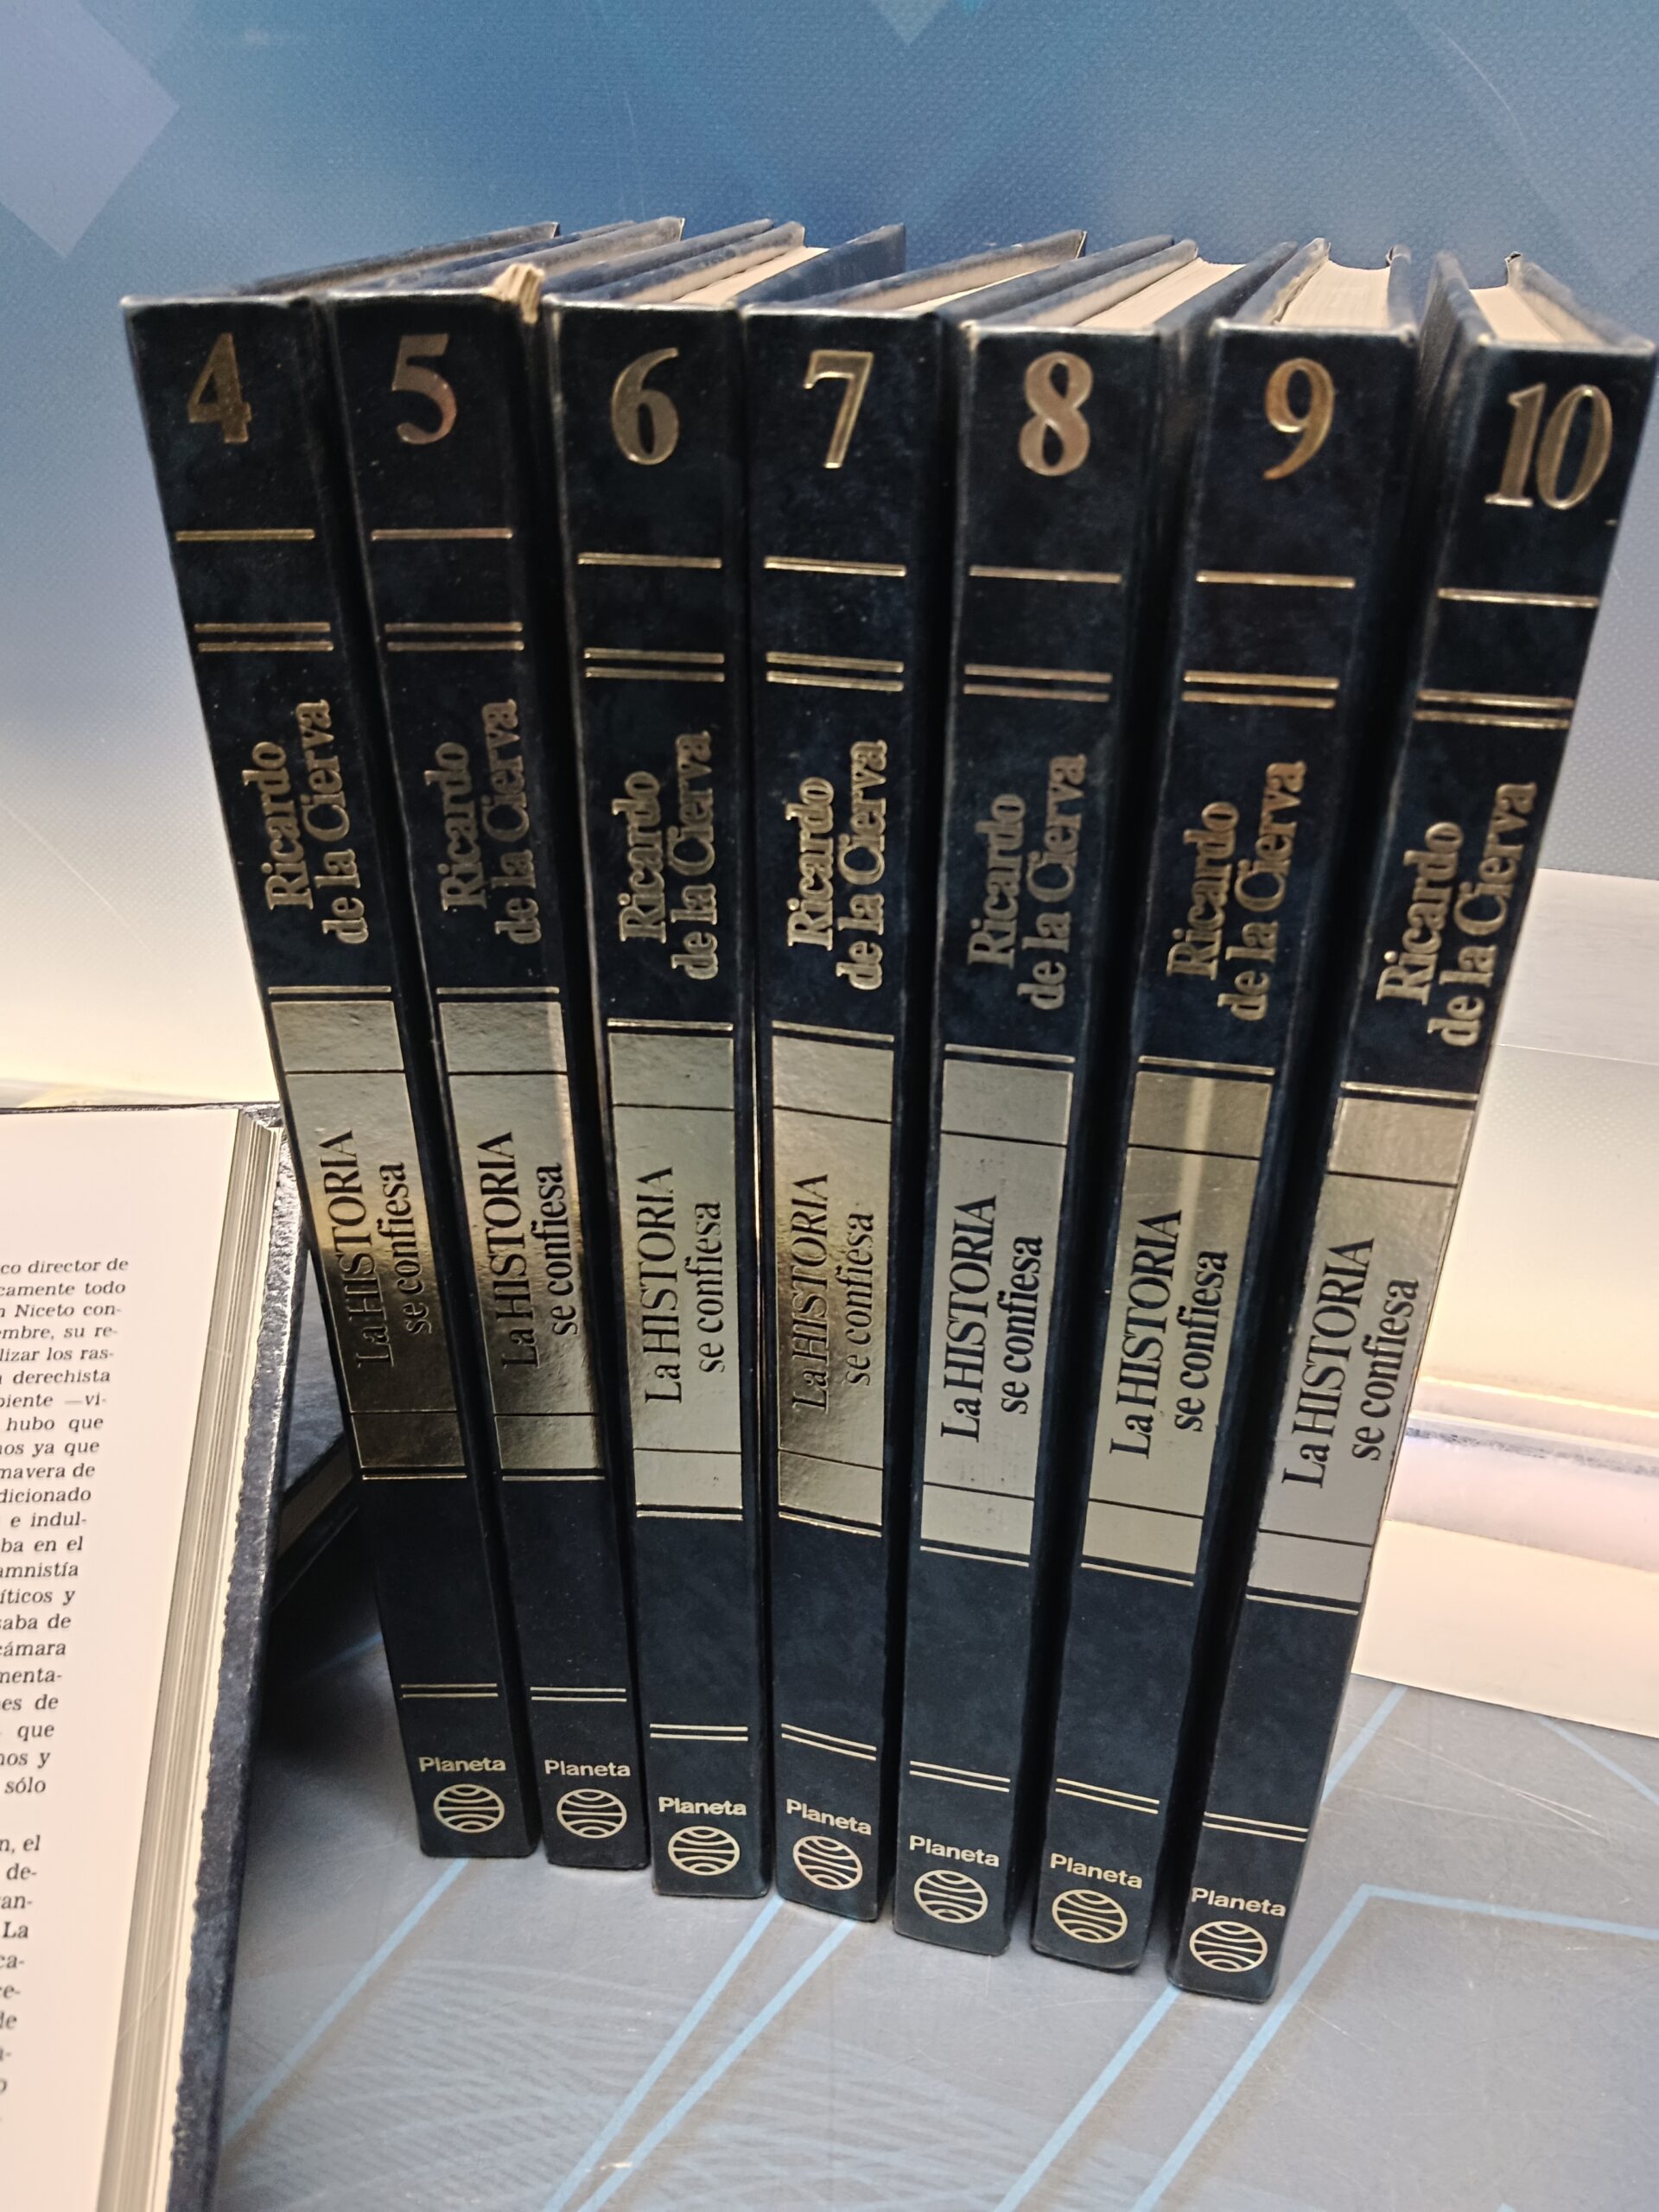 4
Ricardo
de la Cierva
La HISTORIA
se confiesa
Planeta
5
Ricardo
de la Cierva
La HISTORIA
se confiesa
Planeta
6
Ricardo
de la Cierva
La HISTORIA
se confiesa
Planeta
7
Ricardo
de la Cierva
La HISTORIA
se confiesa
Planeta
8
Ricardo
de la Cierva
La HISTORIA
se confiesa
Planeta
9
Ricardo
de la Cierva
La HISTORIA
se confiesa
Planeta
10
Ricardo
de la Cierva
La HISTORIA
se confiesa
Planeta
co director de
camente todo
Niceto con-
embre, su re-
lizar los ras-
derechista
biente —vi-
hubo que
nos ya que
mavera de
dicionado
e indul-
ba en el
amnistía
íticos y
saba de
cámara
menta-
es de
que
nos y
sólo
n, el
de-
an-
La
ca-
ce-
de